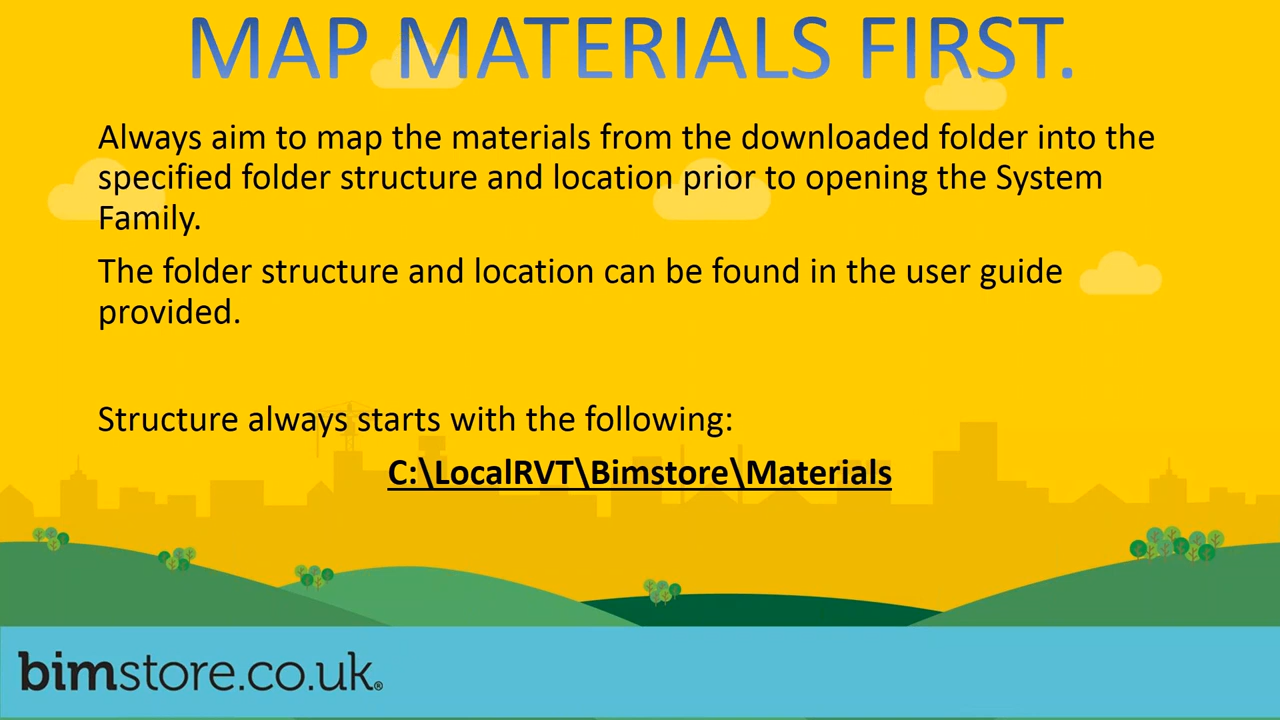 MAP MATERIALS FIRST.
Always aim to map the materials from the downloaded folder into the
specified folder structure and location prior to opening the System
Family.
The folder structure and location can be found in the user guide
provided.
Structure always starts with the following:
C:\LocalRVT\Bimstore\Materials
bimstore.co.uk®